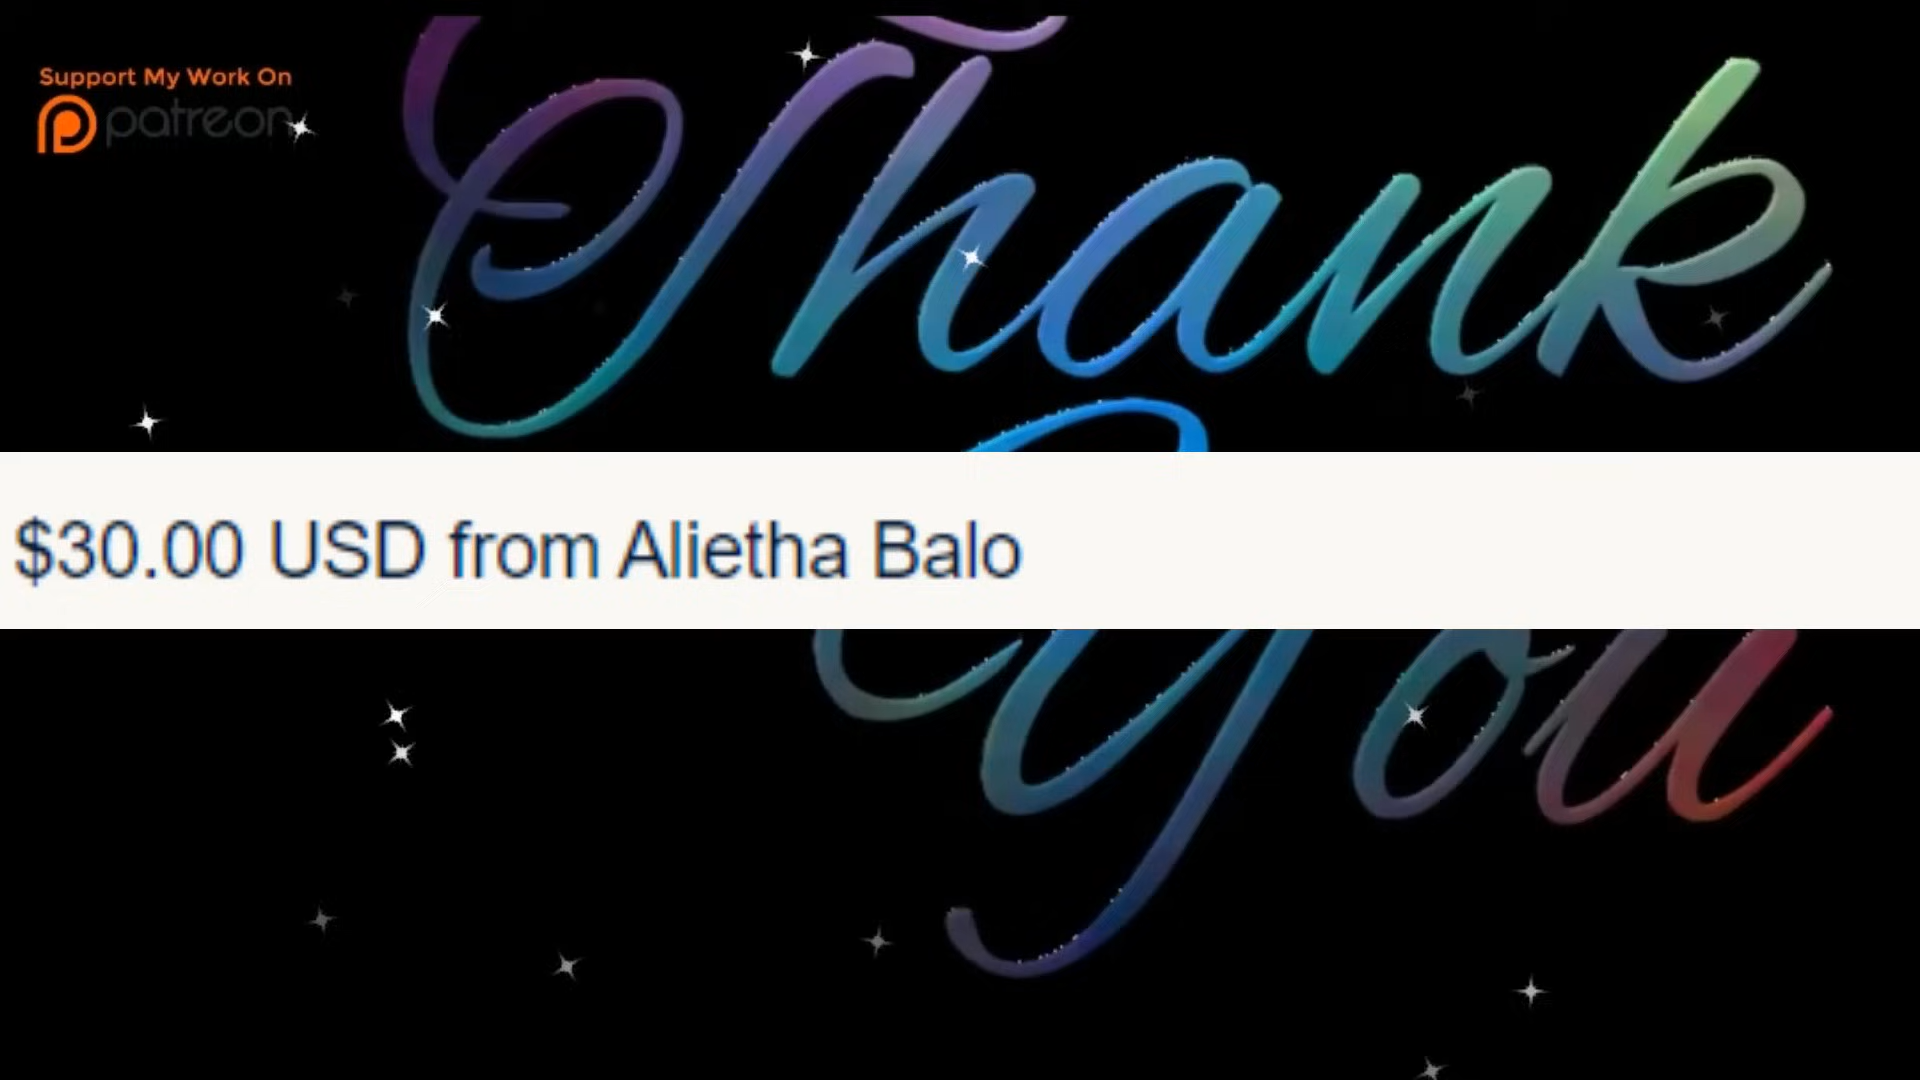 Support My Work On
patreon
Thank
$30.00 USD from Alietha Balo
You